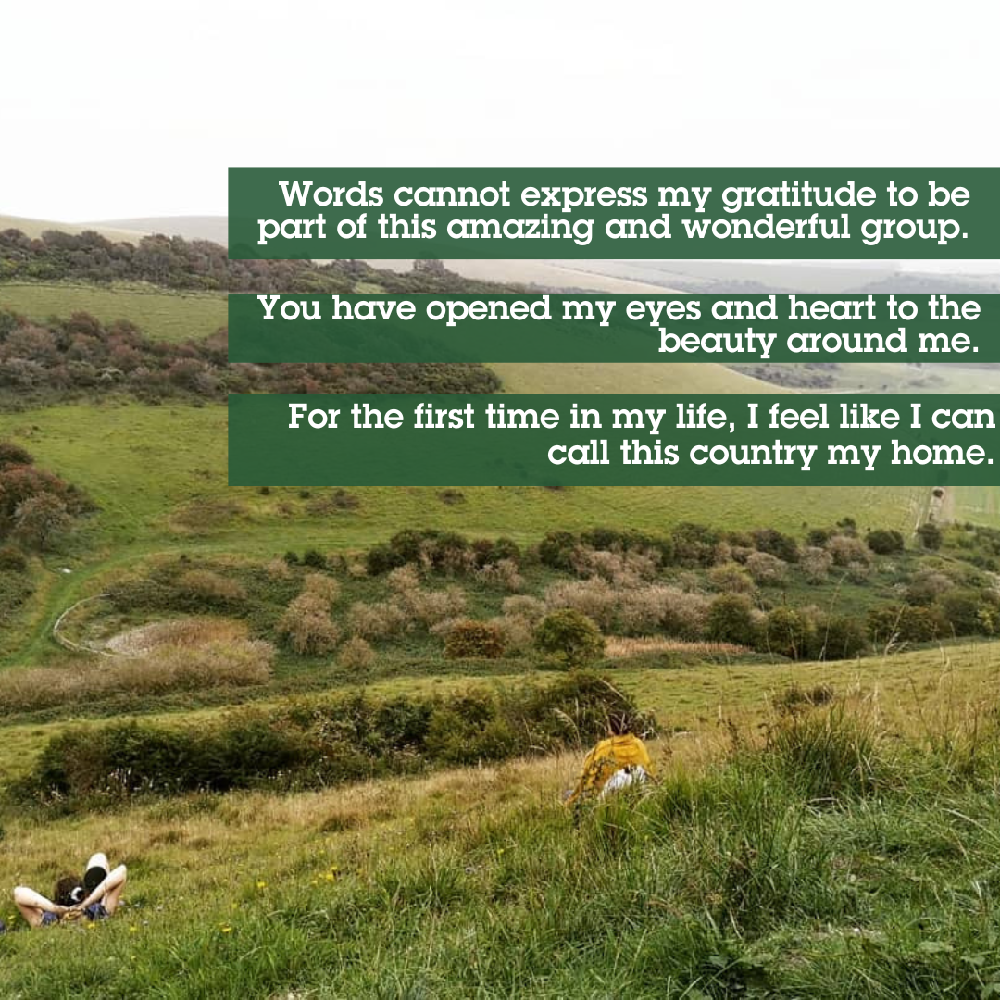 Words cannot express my gratitude to be
part of this amazing and wonderful group.
You have opened my eyes and heart to the
beauty around me.
For the first time in my life, I feel like I can
call this country my home.